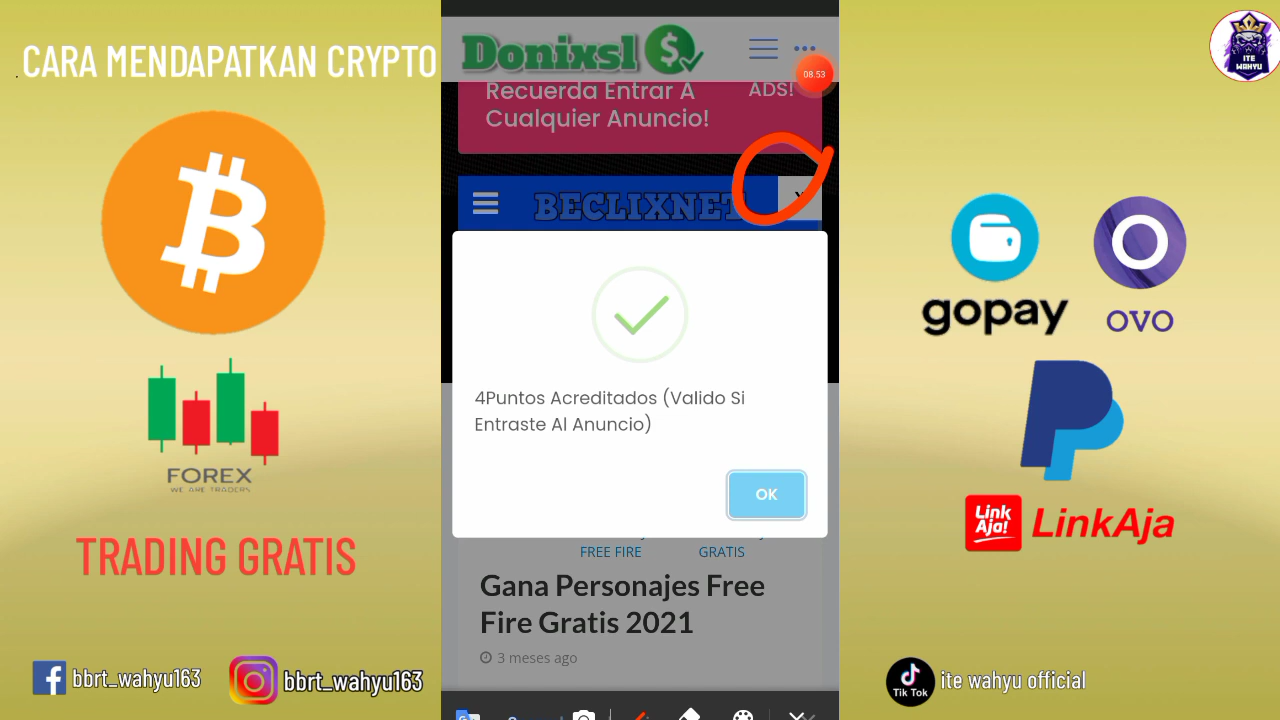 CARA MENDAPATKAN CRYPTO
FOREX
WE ARE TRADERS
TRADING GRATIS
bbrt_wahyu163
bbrt_wahyu163
Donixsl
08.53
Recuerda Entrar A
Cualquier Anuncio!
ADS!
BECLIXNET
4Puntos Acreditados (Valido Si
Entraste Al Anuncio)
OK
FREE FIRE
GRATIS
Gana Personajes Free
Fire Gratis 2021
3 meses ago
ITE
WAHYU
gopay
OVO
Link
Aja!
LinkAja
Tik Tok
ite wahyu official